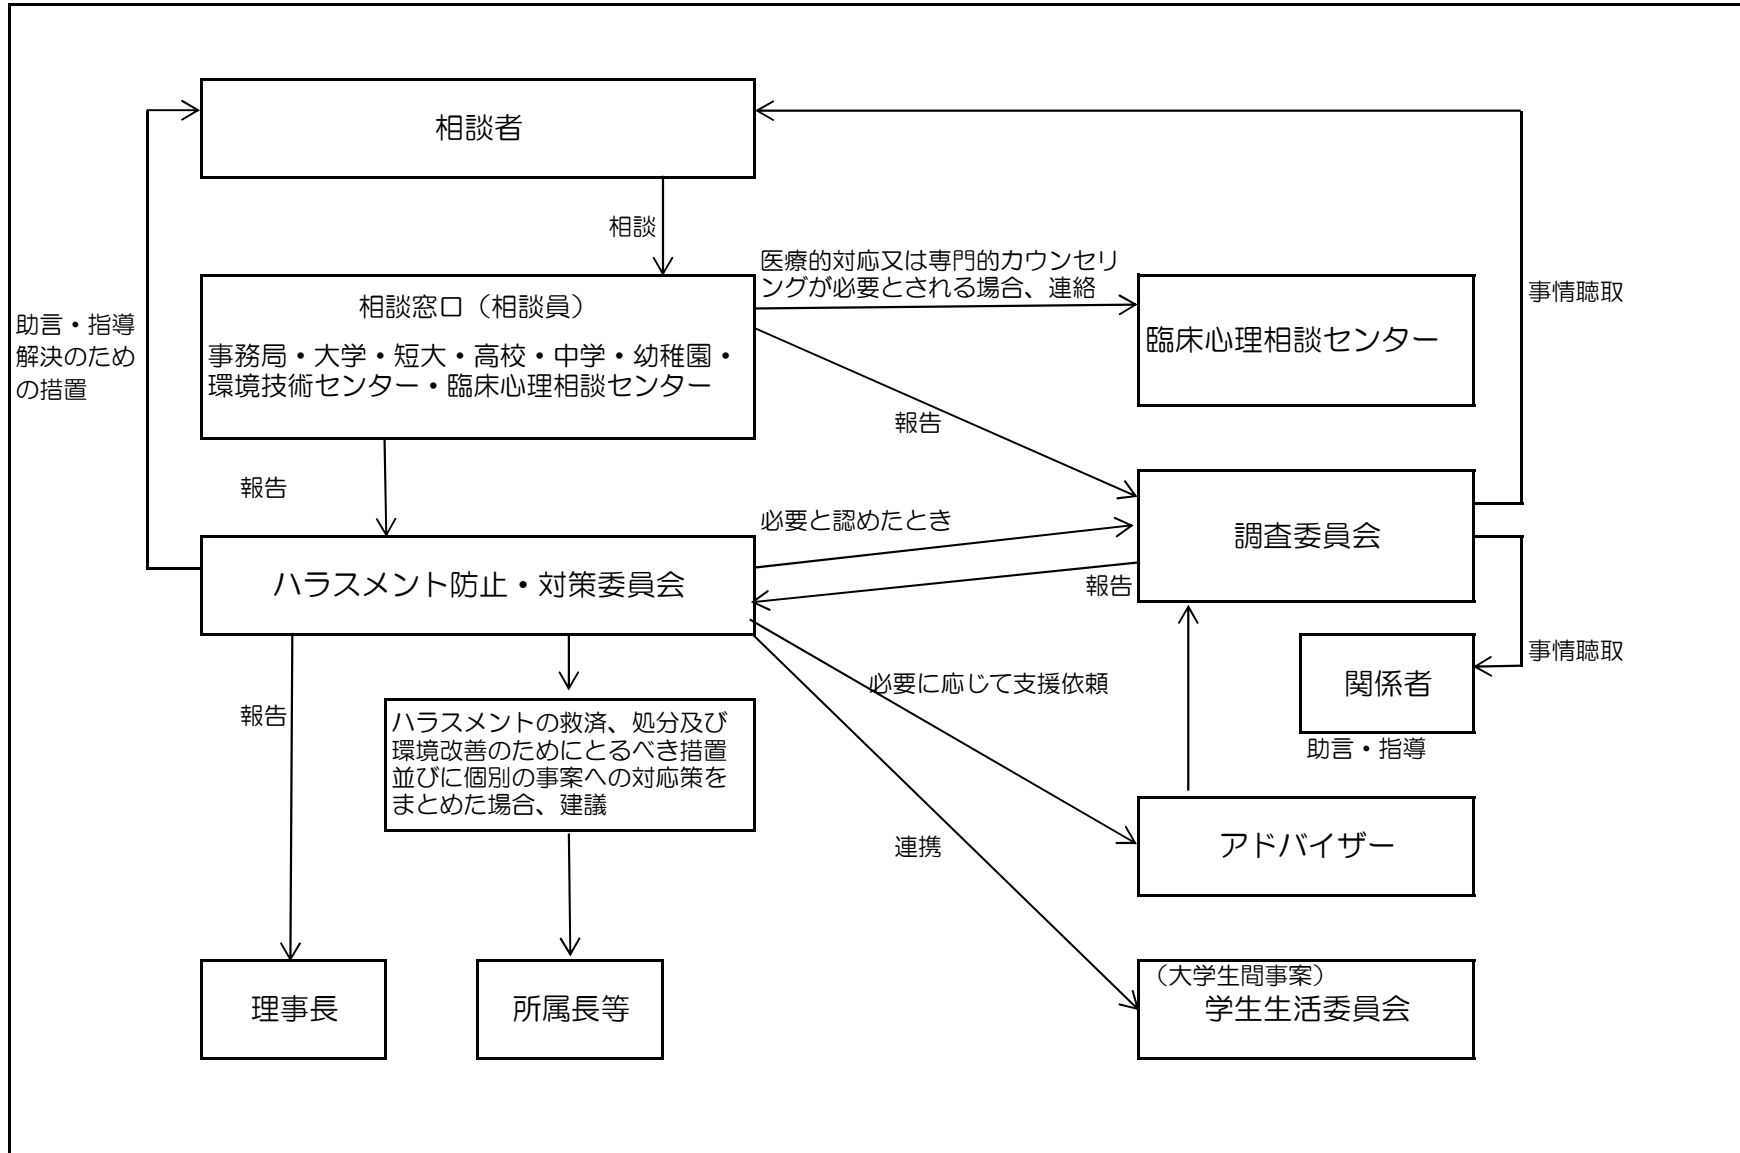 相談者
相談
医療的対応又は専門的カウンセリ
ングが必要とされる場合、連絡
相談窓口（相談員）
事務局・大学・短大・高校・中学・幼稚園・
環境技術センター・臨床心理相談センター
臨床心理相談センター
事情聴取
助言・指導
解決のため
の措置
報告
報告
必要と認めたとき
調査委員会
ハラスメント防止・対策委員会
報告
事情聴取
関係者
助言・指導
必要に応じて支援依頼
報告
ハラスメントの救済、処分及び
環境改善のためにとるべき措置
並びに個別の事案への対応策を
まとめた場合、建議
連携
アドバイザー
理事長
所属長等
（大学生間事案）
学生生活委員会